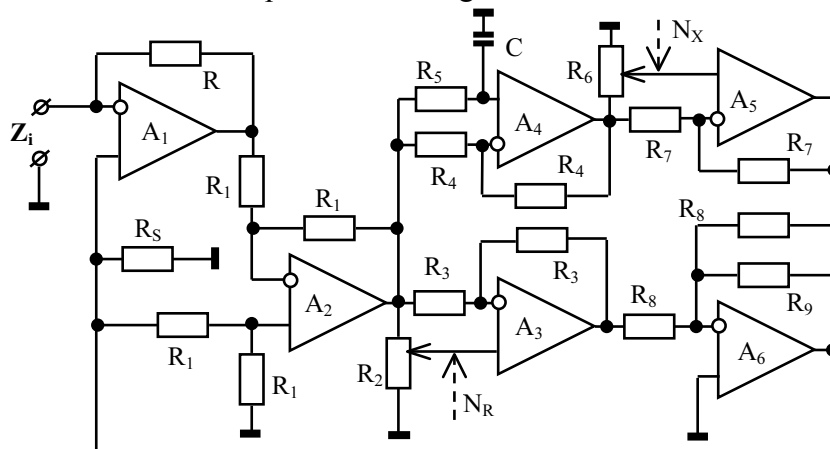 C
N_X
R_5
R_6
R
A_5
A_1
A_4
Z_i
R_4
R_7
R_7
R_1
R_4
R_1
R_8
R_S
R_3
R_3
R_8
R_9
A_2
A_3
R_1
R_2
A_6
R_1
N_R